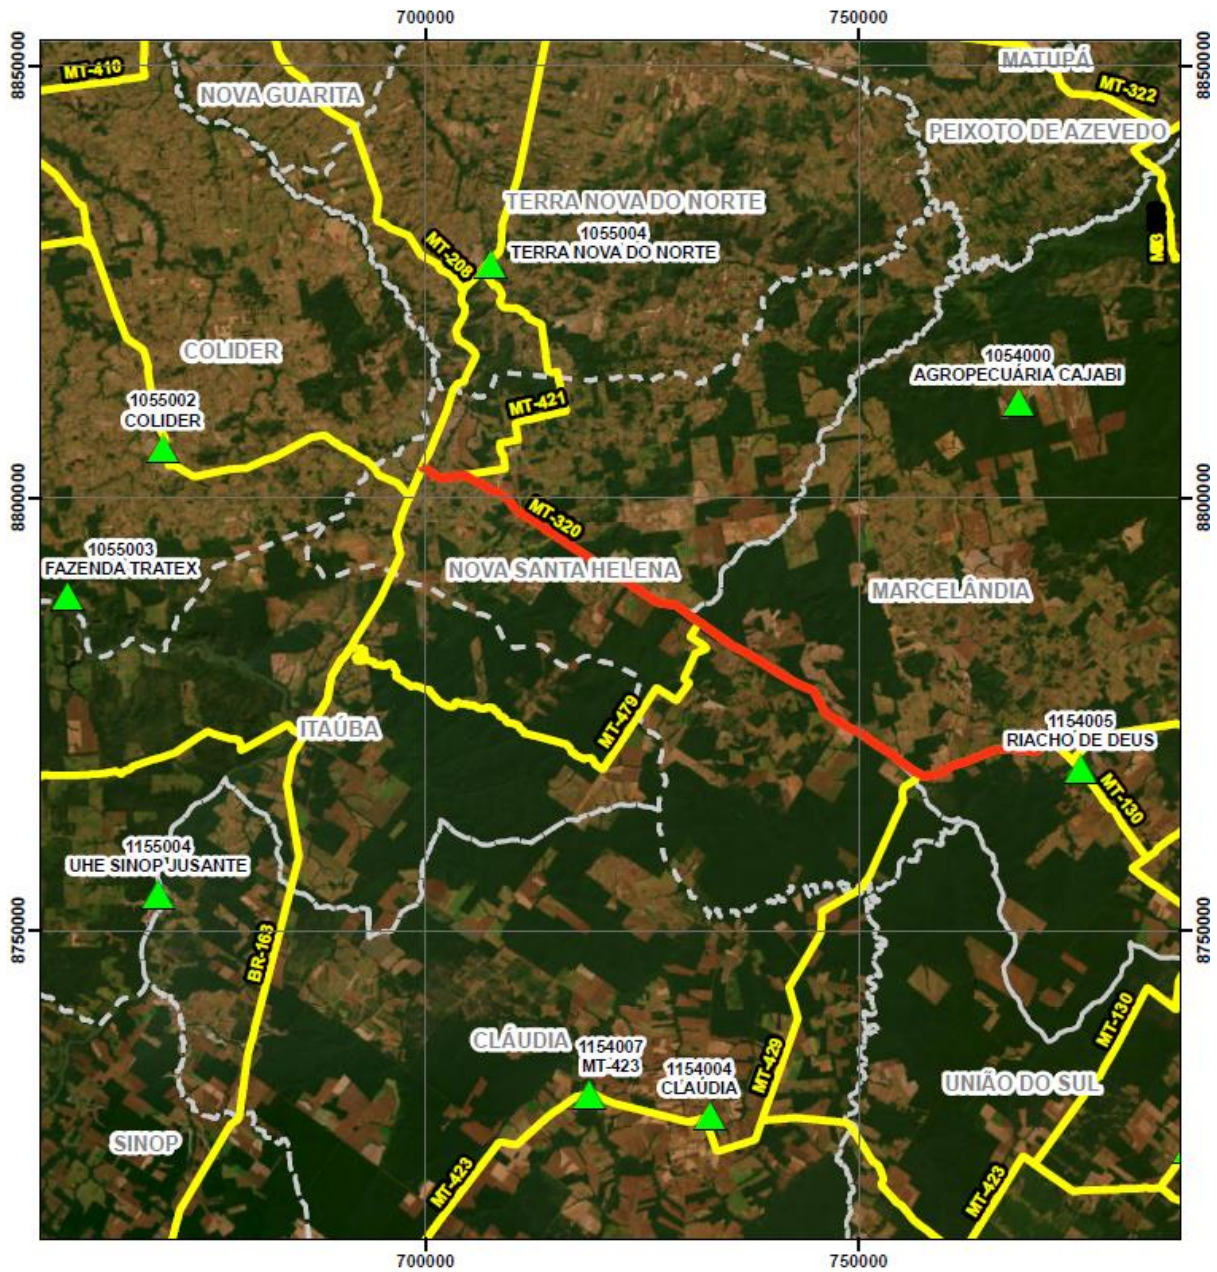 700000
750000
8850000
8850000
MT-410
MATUPÁ
MT-322
NOVA GUARITA
PEIXOTO DE AZEVEDO
TERRA NOVA DO NORTE
1055004
TERRA NOVA DO NORTE
MT-208
COLIDER
1054000
AGROPECUÁRIA CAJABI
1055002
COLIDER
MT-421
8800000
8800000
MT-320
1055003
FAZENDA TRATEX
NOVA SANTA HELENA
MARCELÂNDIA
MT-479
ITAÚBA
1154005
RIACHO DE DEUS
MT-130
1155004
UHE SINOP JUSANTE
8750000
8750000
BR-163
MT-130
CLÁUDIA
1154007
MT-423
1154004
CLAÚDIA
MT-429
UNIÃO DO SUL
SINOP
MT-423
MT-423
700000
750000